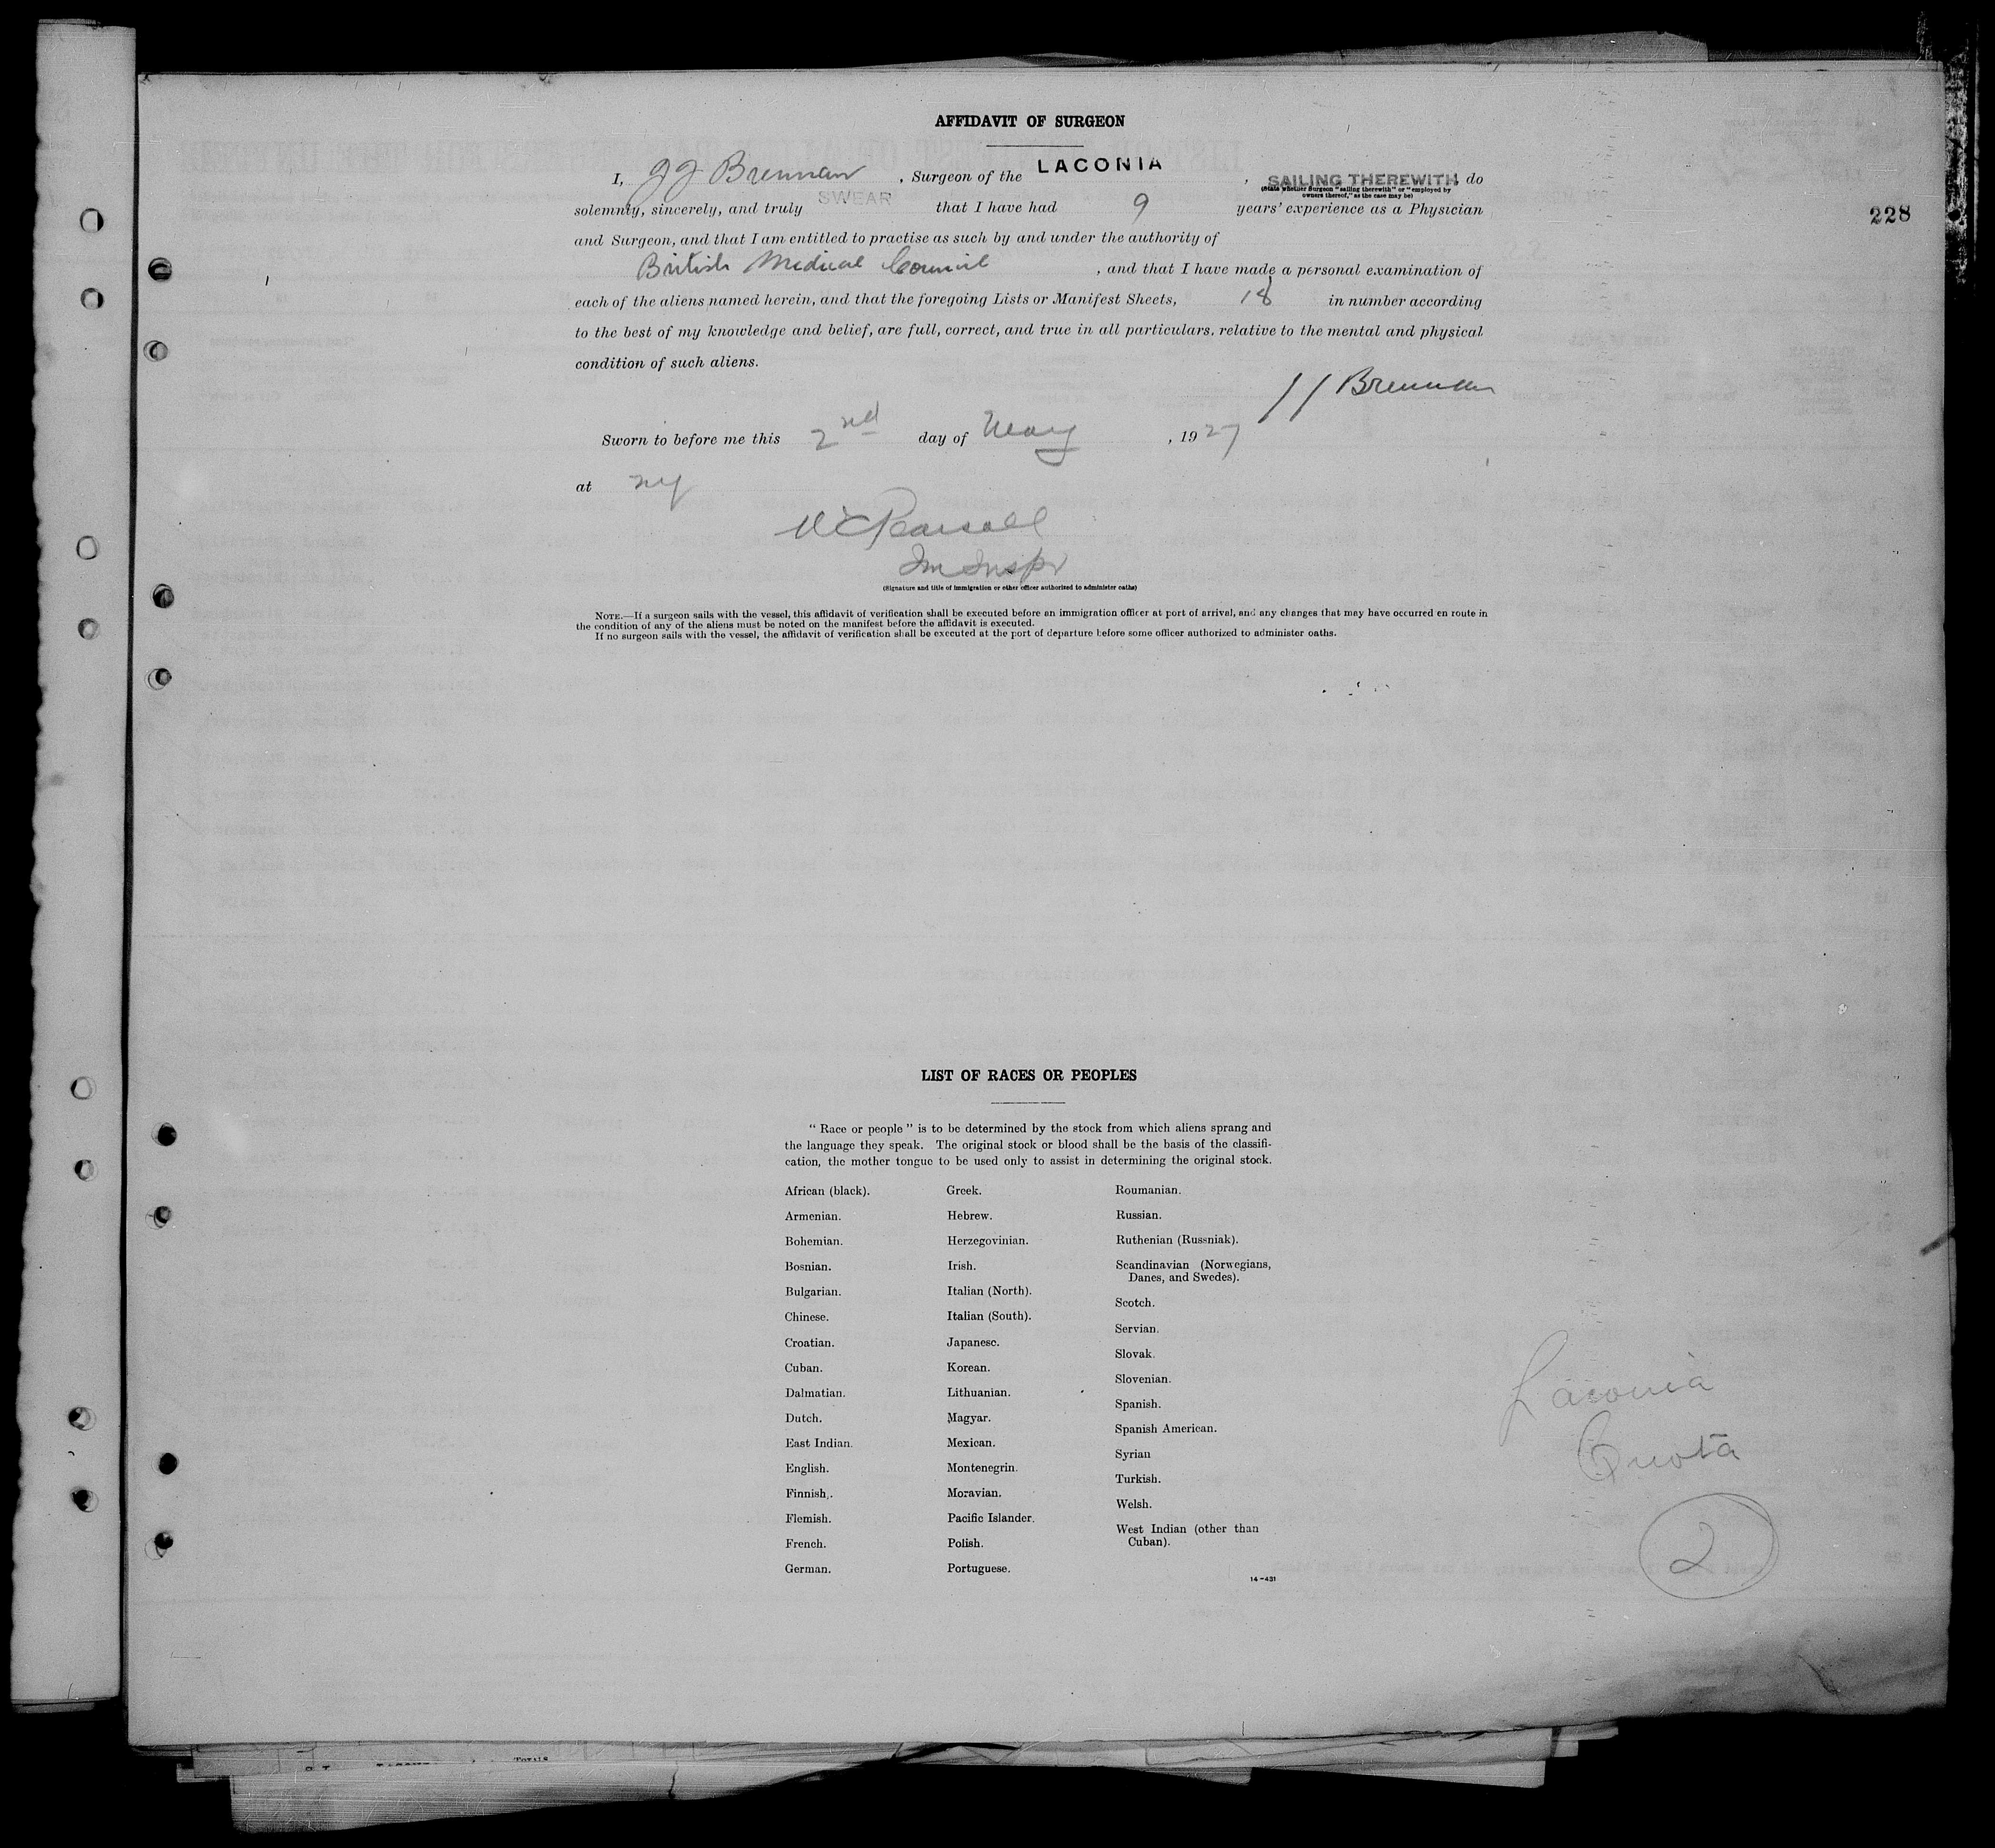 AFFIDAVIT OF SURGEON
I, JJ Brennan, Surgeon of the LACONIA, SAILING THEREWITH, do
(State whether Surgeon "sailing therewith" or "employed by
owners thereof," as the case may be)
solemnly, sincerely, and truly SWEAR that I have had 9 years' experience as a Physician
228
and Surgeon, and that I am entitled to practise as such by and under the authority of
British Medical Council, and that I have made a personal examination of
each of the aliens named herein, and that the foregoing Lists or Manifest Sheets, 18 in number according
to the best of my knowledge and belief, are full, correct, and true in all particulars, relative to the mental and physical
condition of such aliens.
JJ Brennan
Sworn to before me this 2nd day of May, 1927
at NY
W C Pearsall
Im Inspr
(Signature and title of immigration or other officer authorized to administer oaths)
NOTE.—If a surgeon sails with the vessel, this affidavit of verification shall be executed before an immigration officer at port of arrival, and any changes that may have occurred en route in
the condition of any of the aliens must be noted on the manifest before the affidavit is executed.
If no surgeon sails with the vessel, the affidavit of verification shall be executed at the port of departure before some officer authorized to administer oaths.
LIST OF RACES OR PEOPLES
"Race or people" is to be determined by the stock from which aliens sprang and
the language they speak. The original stock or blood shall be the basis of the classifi-
cation, the mother tongue to be used only to assist in determining the original stock.
African (black).
Armenian.
Bohemian.
Bosnian.
Bulgarian.
Chinese.
Croatian.
Cuban.
Dalmatian.
Dutch.
East Indian.
English.
Finnish.
Flemish.
French.
German.
Greek.
Hebrew.
Herzegovinian.
Irish.
Italian (North).
Italian (South).
Japanese.
Korean.
Lithuanian.
Magyar.
Mexican.
Montenegrin.
Moravian.
Pacific Islander.
Polish.
Portuguese.
Roumanian.
Russian.
Ruthenian (Russniak).
Scandinavian (Norwegians,
Danes, and Swedes).
Scotch.
Servian.
Slovak.
Slovenian.
Spanish.
Spanish American.
Syrian
Turkish.
Welsh.
West Indian (other than
Cuban).
14-431
Laconia
Quota
2